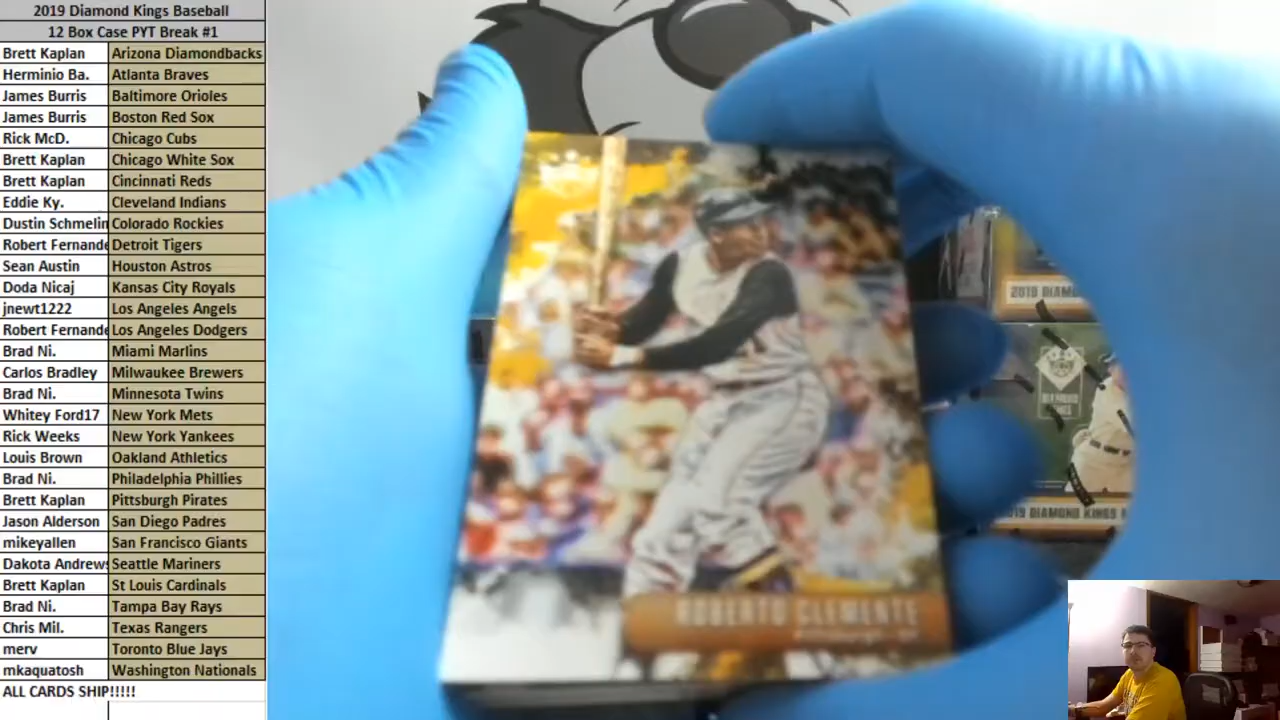 2019 Diamond Kings Baseball
12 Box Case PYT Break #1
Brett Kaplan Arizona Diamondbacks
Herminio Ba. Atlanta Braves
James Burris Baltimore Orioles
James Burris Boston Red Sox
Rick McD. Chicago Cubs
Brett Kaplan Chicago White Sox
Brett Kaplan Cincinnati Reds
Eddie Ky. Cleveland Indians
Dustin Schmelin Colorado Rockies
Robert Fernande Detroit Tigers
Sean Austin Houston Astros
Doda Nicaj Kansas City Royals
jnewt1222 Los Angeles Angels
Robert Fernande Los Angeles Dodgers
Brad Ni. Miami Marlins
Carlos Bradley Milwaukee Brewers
Brad Ni. Minnesota Twins
Whitey Ford17 New York Mets
Rick Weeks New York Yankees
Louis Brown Oakland Athletics
Brad Ni. Philadelphia Phillies
Brett Kaplan Pittsburgh Pirates
Jason Alderson San Diego Padres
mikeyallen San Francisco Giants
Dakota Andrews Seattle Mariners
Brett Kaplan St Louis Cardinals
Brad Ni. Tampa Bay Rays
Chris Mil. Texas Rangers
merv Toronto Blue Jays
mkaquatosh Washington Nationals
ALL CARDS SHIP!!!!!
ROBERTO CLEMENTE
2019 DIAM
DIAMOND
KINGS
2019 DIAMOND KINGS